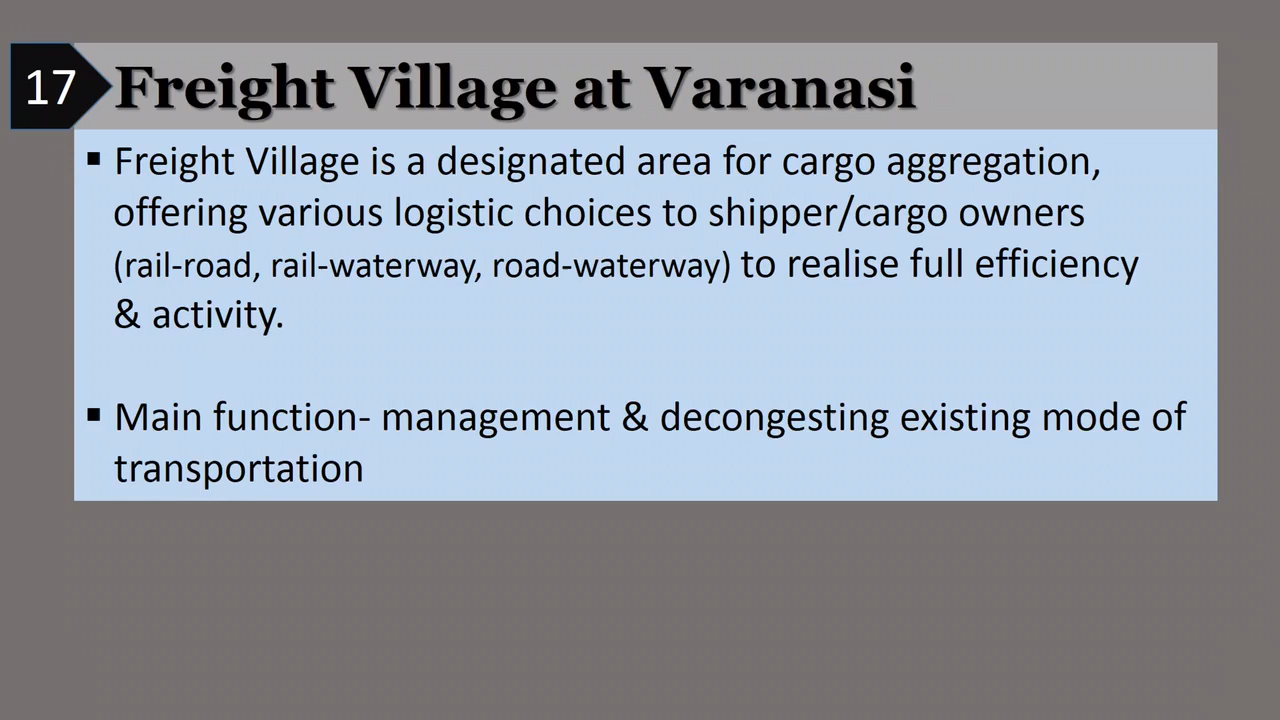 17 Freight Village at Varanasi
▪ Freight Village is a designated area for cargo aggregation,
offering various logistic choices to shipper/cargo owners
(rail-road, rail-waterway, road-waterway) to realise full efficiency
& activity.
▪ Main function- management & decongesting existing mode of
transportation